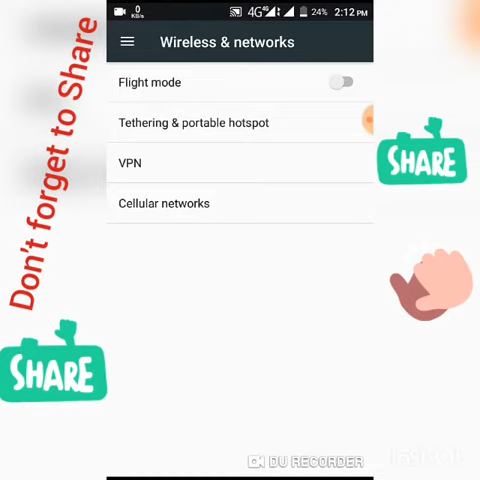 Don't forget to Share
0
KB/s
4G
24%
2:12 PM
Wireless & networks
Flight mode
Tethering & portable hotspot
VPN
Cellular networks
SHARE
SHARE
DU RECORDER